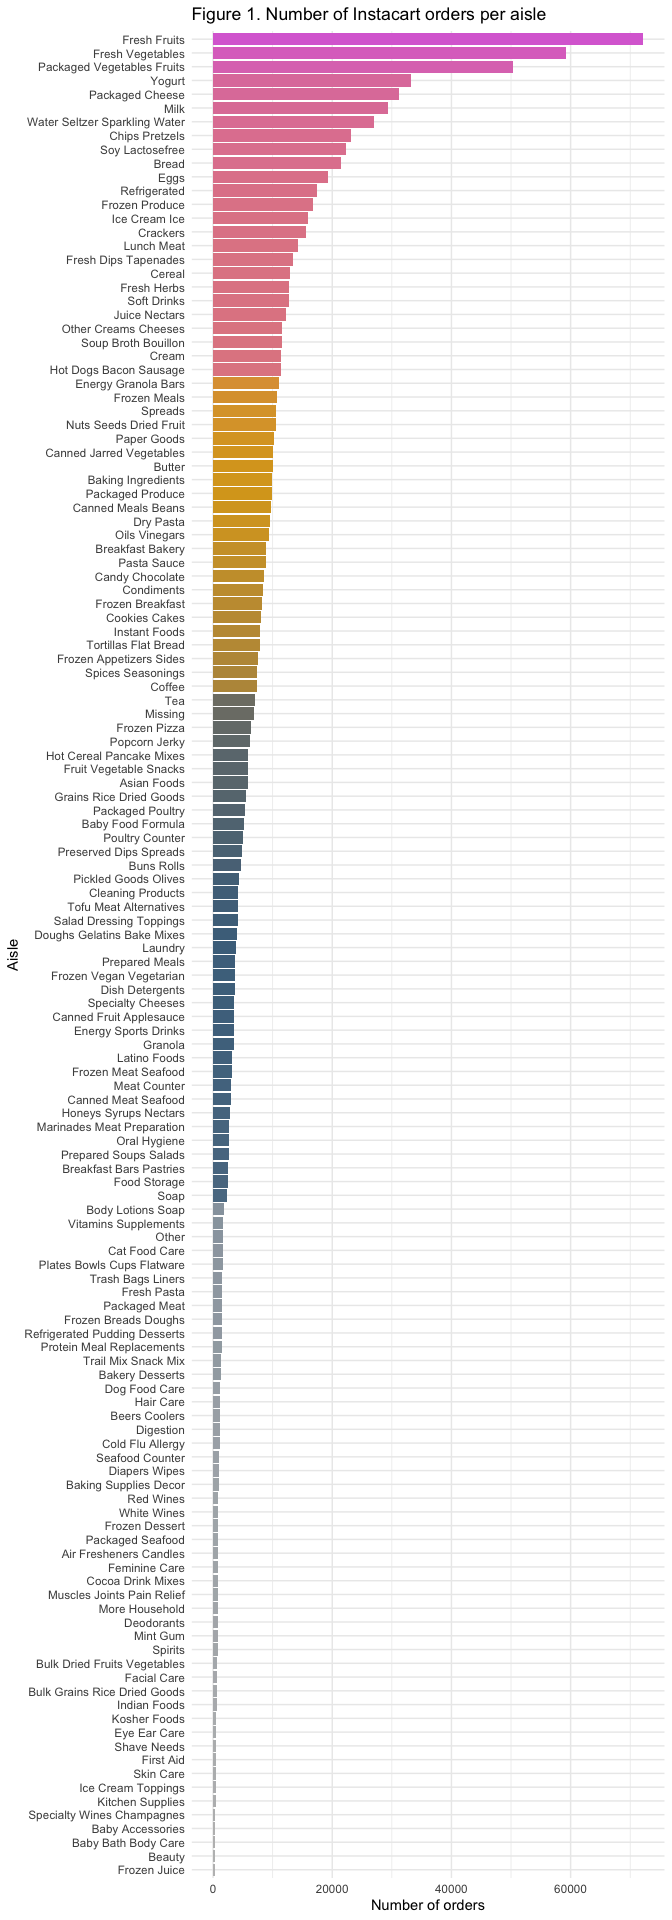 Figure 1. Number of Instacart orders per aisle
Fresh Fruits
Fresh Vegetables
Packaged Vegetables Fruits
Yogurt
Packaged Cheese
Milk
Water Seltzer Sparkling Water
Chips Pretzels
Soy Lactosefree
Bread
Eggs
Refrigerated
Frozen Produce
Ice Cream Ice
Crackers
Lunch Meat
Fresh Dips Tapenades
Cereal
Fresh Herbs
Soft Drinks
Juice Nectars
Other Creams Cheeses
Soup Broth Bouillon
Cream
Hot Dogs Bacon Sausage
Energy Granola Bars
Frozen Meals
Spreads
Nuts Seeds Dried Fruit
Paper Goods
Canned Jarred Vegetables
Butter
Baking Ingredients
Packaged Produce
Canned Meals Beans
Dry Pasta
Oils Vinegars
Breakfast Bakery
Pasta Sauce
Candy Chocolate
Condiments
Frozen Breakfast
Cookies Cakes
Instant Foods
Tortillas Flat Bread
Frozen Appetizers Sides
Spices Seasonings
Coffee
Tea
Missing
Frozen Pizza
Popcorn Jerky
Hot Cereal Pancake Mixes
Fruit Vegetable Snacks
Asian Foods
Grains Rice Dried Goods
Packaged Poultry
Baby Food Formula
Poultry Counter
Preserved Dips Spreads
Buns Rolls
Pickled Goods Olives
Cleaning Products
Tofu Meat Alternatives
Salad Dressing Toppings
Doughs Gelatins Bake Mixes
Laundry
Prepared Meals
Frozen Vegan Vegetarian
Dish Detergents
Specialty Cheeses
Canned Fruit Applesauce
Energy Sports Drinks
Granola
Latino Foods
Frozen Meat Seafood
Meat Counter
Canned Meat Seafood
Honeys Syrups Nectars
Marinades Meat Preparation
Oral Hygiene
Prepared Soups Salads
Breakfast Bars Pastries
Food Storage
Soap
Body Lotions Soap
Vitamins Supplements
Other
Cat Food Care
Plates Bowls Cups Flatware
Trash Bags Liners
Fresh Pasta
Packaged Meat
Frozen Breads Doughs
Refrigerated Pudding Desserts
Protein Meal Replacements
Trail Mix Snack Mix
Bakery Desserts
Dog Food Care
Hair Care
Beers Coolers
Digestion
Cold Flu Allergy
Seafood Counter
Diapers Wipes
Baking Supplies Decor
Red Wines
White Wines
Frozen Dessert
Packaged Seafood
Air Fresheners Candles
Feminine Care
Cocoa Drink Mixes
Muscles Joints Pain Relief
More Household
Deodorants
Mint Gum
Spirits
Bulk Dried Fruits Vegetables
Facial Care
Bulk Grains Rice Dried Goods
Indian Foods
Kosher Foods
Eye Ear Care
Shave Needs
First Aid
Skin Care
Ice Cream Toppings
Kitchen Supplies
Specialty Wines Champagnes
Baby Accessories
Baby Bath Body Care
Beauty
Frozen Juice
Aisle
0 20000 40000 60000
Number of orders